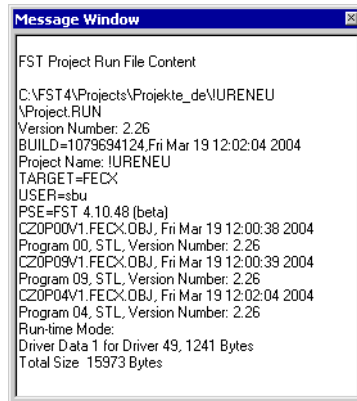 Message Window
FST Project Run File Content
C:\FST4\Projects\Projekte_de\!URENEU
\Project.RUN
Version Number: 2.26
BUILD=1079694124,Fri Mar 19 12:02:04 2004
Project Name: !URENEU
TARGET=FECX
USER=sbu
PSE=FST 4.10.48 (beta)
CZ0P00V1.FECX.OBJ, Fri Mar 19 12:00:38 2004
Program 00, STL, Version Number: 2.26
CZ0P09V1.FECX.OBJ, Fri Mar 19 12:00:39 2004
Program 09, STL, Version Number: 2.26
CZ0P04V1.FECX.OBJ, Fri Mar 19 12:02:04 2004
Program 04, STL, Version Number: 2.26
Run-time Mode:
Driver Data 1 for Driver 49, 1241 Bytes
Total Size  15973 Bytes